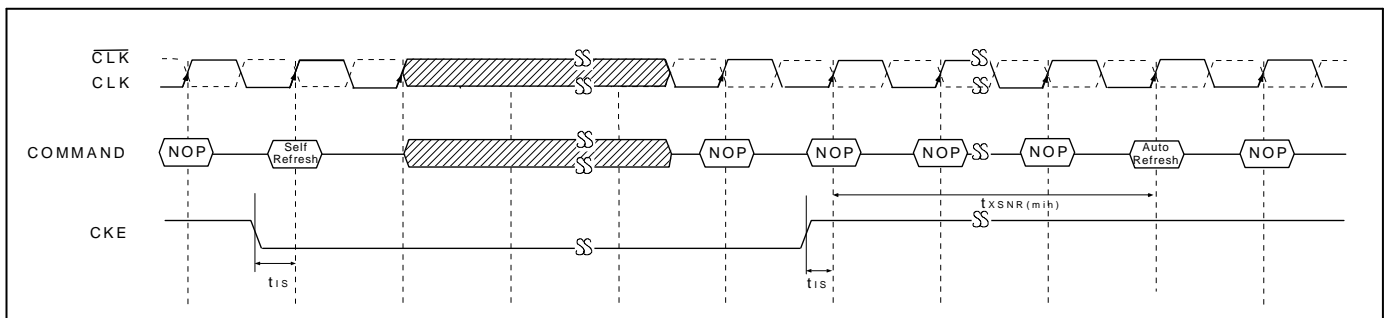 CLK
CLK
COMMAND NOP Self Refresh NOP NOP NOP NOP Auto Refresh NOP
tXSNR(mih)
CKE
tIS tIS